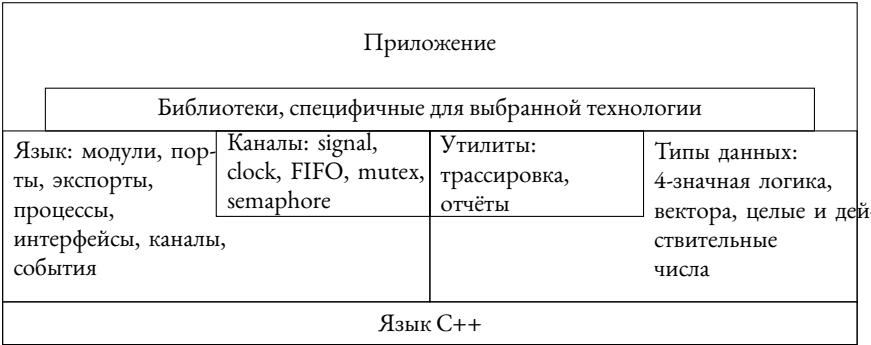 Приложение
Библиотеки, специфичные для выбранной технологии
Язык: модули, пор-
ты, экспорты,
процессы,
интерфейсы, каналы,
события
Каналы: signal,
clock, FIFO, mutex,
semaphore
Утилиты:
трассировка,
отчёты
Типы данных:
4-значная логика,
вектора, целые и дей-
ствительные
числа
Язык C++